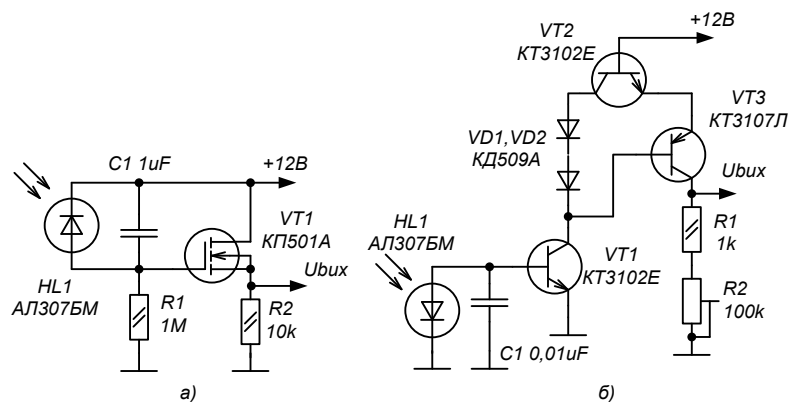 C1 1uF
+12В
VT1
КП501А
HL1
АЛ307БМ
Uвых
R1
1М
R2
10k
а)
VT2
КТ3102Е
+12В
VT3
КТ3107Л
VD1,VD2
КД509А
Uвых
HL1
АЛ307БМ
VT1
КТ3102Е
R1
1k
R2
100k
C1 0,01uF
б)